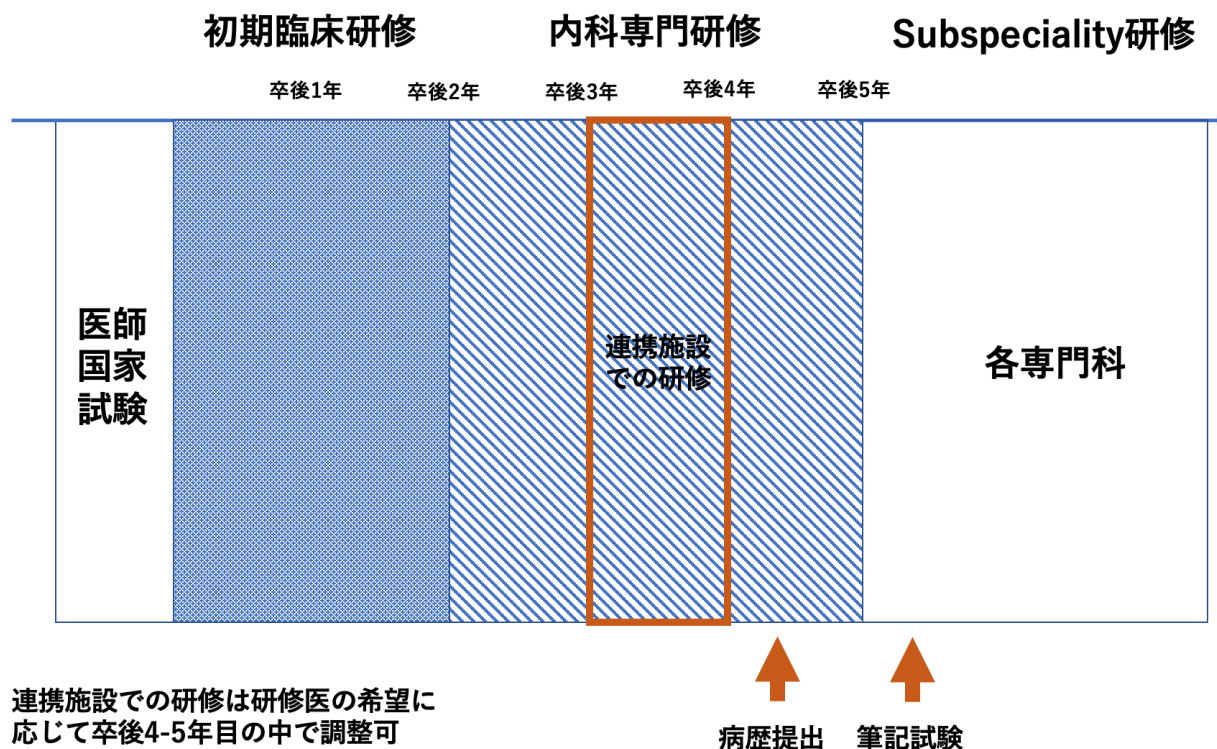 初期臨床研修
内科専門研修
Subspeciality研修
卒後1年
卒後2年
卒後3年
卒後4年
卒後5年
医師
国家
試験
連携施設
での研修
各専門科
連携施設での研修は研修医の希望に
応じて卒後4-5年目の中で調整可
病歴提出
筆記試験